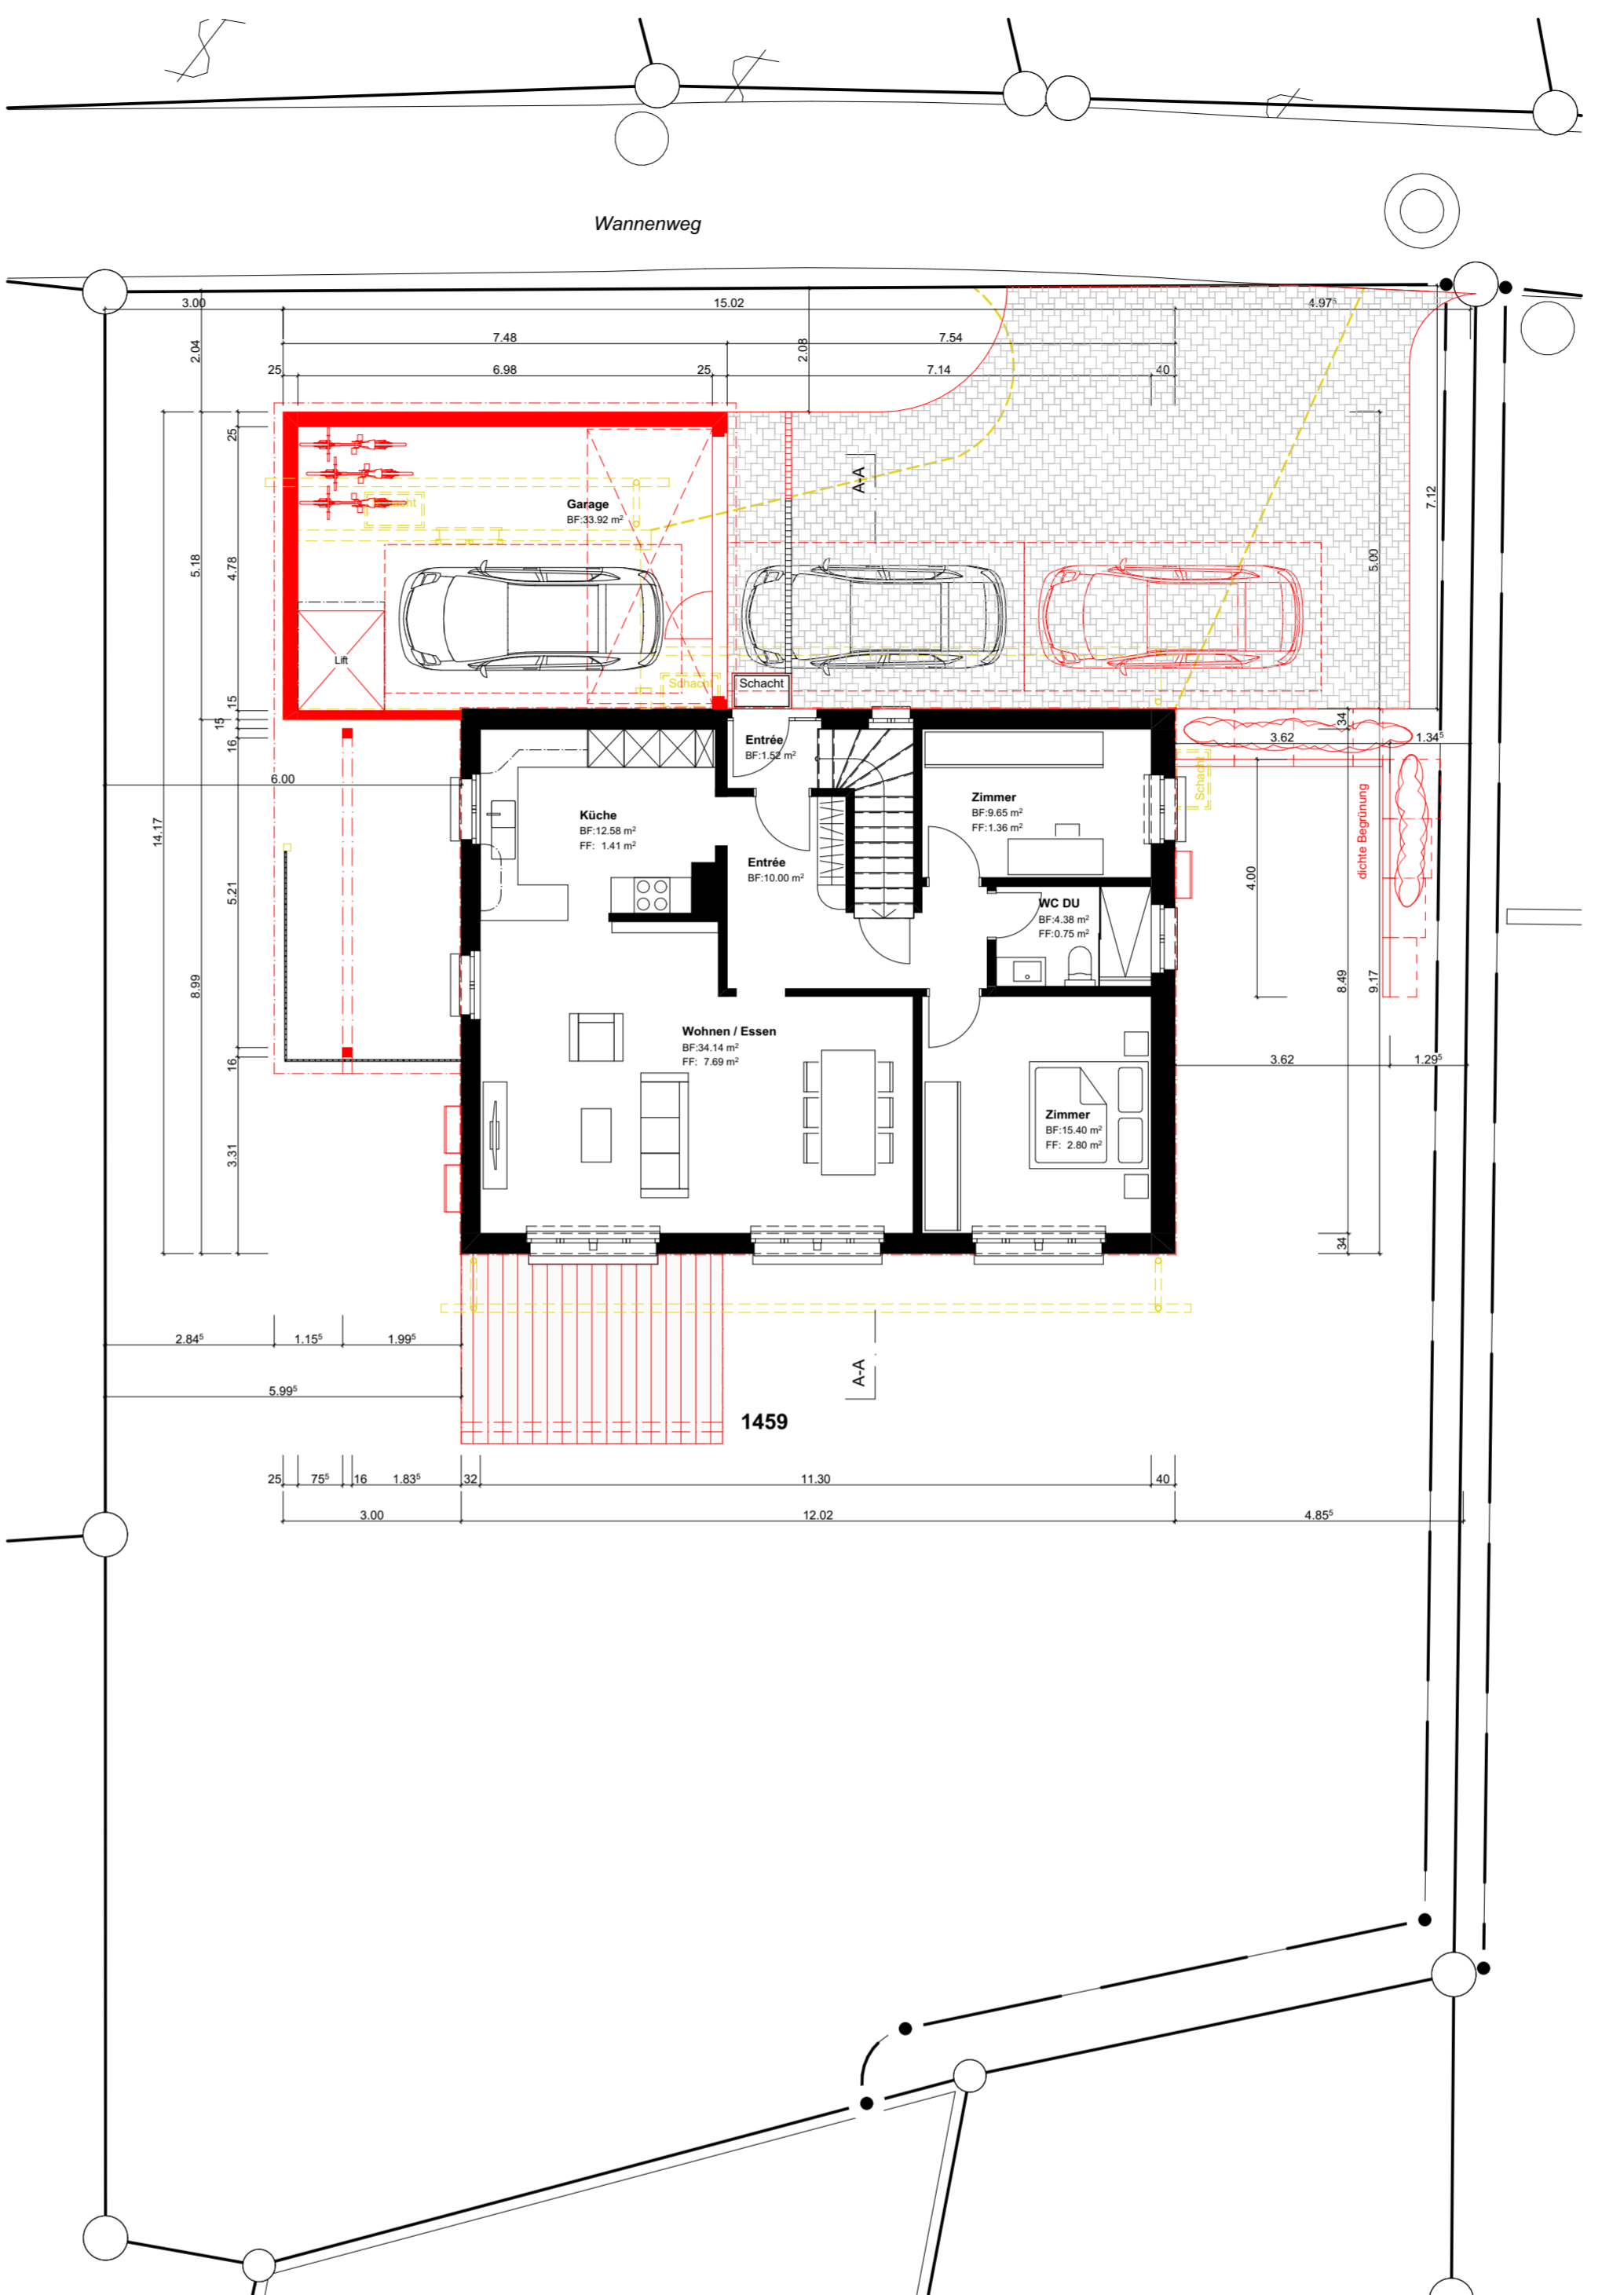 Wannenweg
3.00
15.02
4.97⁵
2.04
7.48
2.08
7.54
25
6.98
25
7.14
40
25
A-A
7.12
Garage
BF:33.92 m²
5.18
4.78
5.00
Lift
Schacht
Schacht
15
15
16
34
3.62
1.34⁵
Entrée
BF:1.52 m²
6.00
Schacht
Zimmer
BF:9.65 m²
FF:1.36 m²
Küche
BF:12.58 m²
FF: 1.41 m²
14.17
dichte Begrünung
Entrée
BF:10.00 m²
4.00
5.21
WC DU
BF:4.38 m²
FF:0.75 m²
8.99
8.49
9.17
Wohnen / Essen
BF:34.14 m²
FF: 7.69 m²
16
3.62
1.29⁵
Zimmer
BF:15.40 m²
FF: 2.80 m²
3.31
34
2.84⁵
1.15⁵
1.99⁵
A-A
5.99⁵
1459
25
75⁵
16
1.83⁵
32
11.30
40
3.00
12.02
4.85⁵